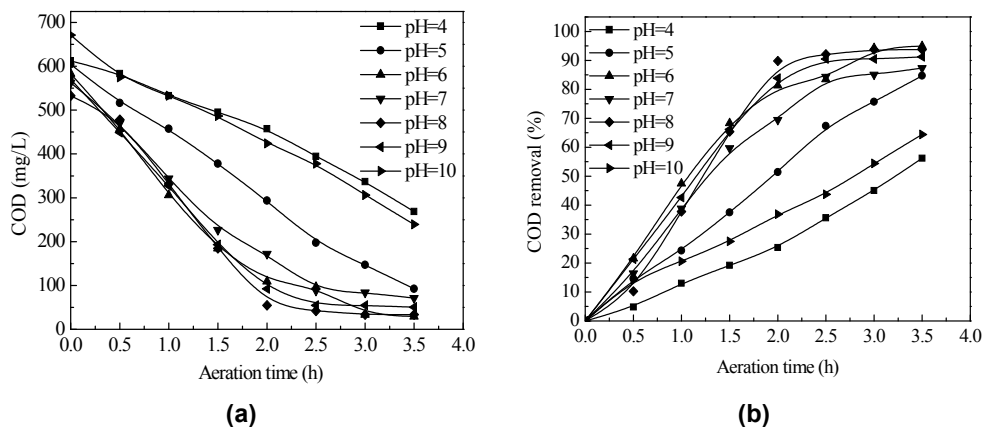 700
600
500
400
300
200
100
0
COD (mg/L)
pH=4
pH=5
pH=6
pH=7
pH=8
pH=9
pH=10
0.0 0.5 1.0 1.5 2.0 2.5 3.0 3.5 4.0
Aeration time (h)
(a)
100
90
80
70
60
50
40
30
20
10
0
COD removal (%)
pH=4
pH=5
pH=6
pH=7
pH=8
pH=9
pH=10
0.0 0.5 1.0 1.5 2.0 2.5 3.0 3.5 4.0
Aeration time (h)
(b)